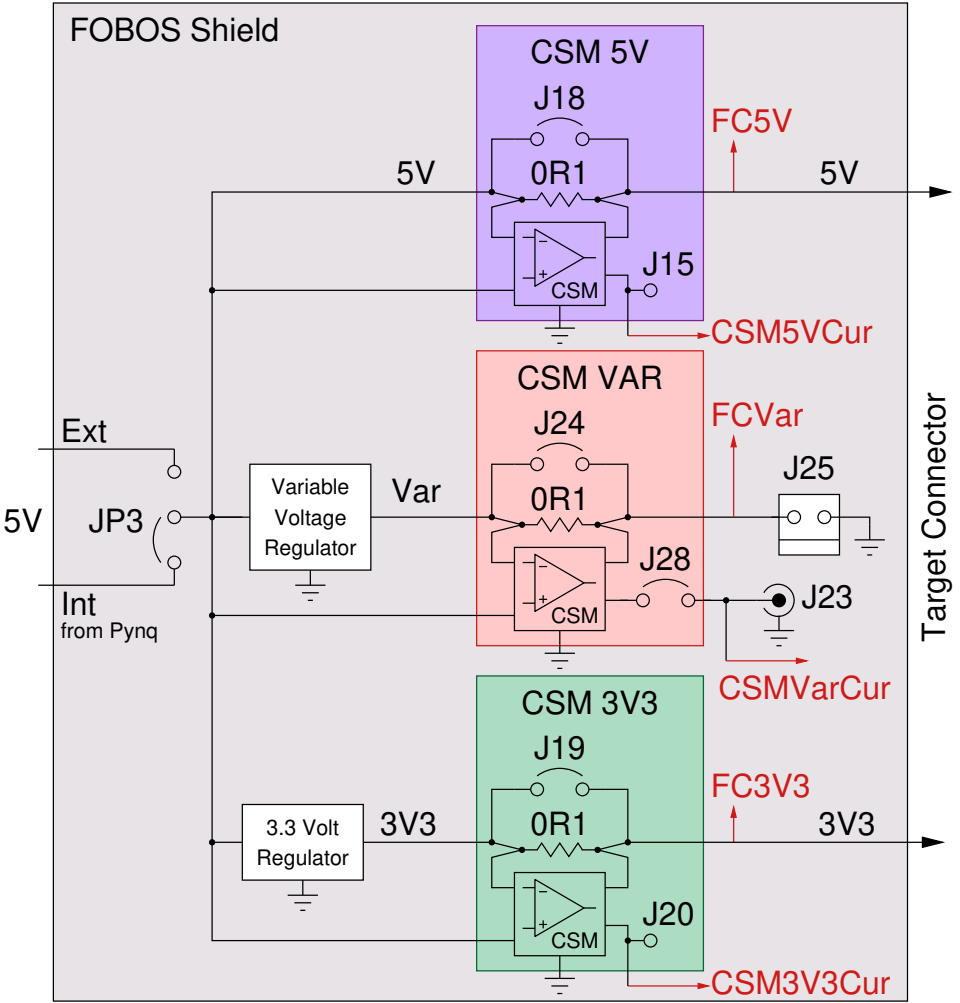 FOBOS Shield
CSM 5V
J18
FC5V
5V
0R1
5V
−
+
CSM
J15
CSM5VCur
CSM VAR
J24
FCVar
Ext
5V
JP3
Int
from Pynq
Variable
Voltage
Regulator
Var
0R1
J25
−
+
CSM
J28
J23
CSMVarCur
Target Connector
CSM 3V3
J19
FC3V3
3.3 Volt
Regulator
3V3
0R1
3V3
−
+
CSM
J20
CSM3V3Cur